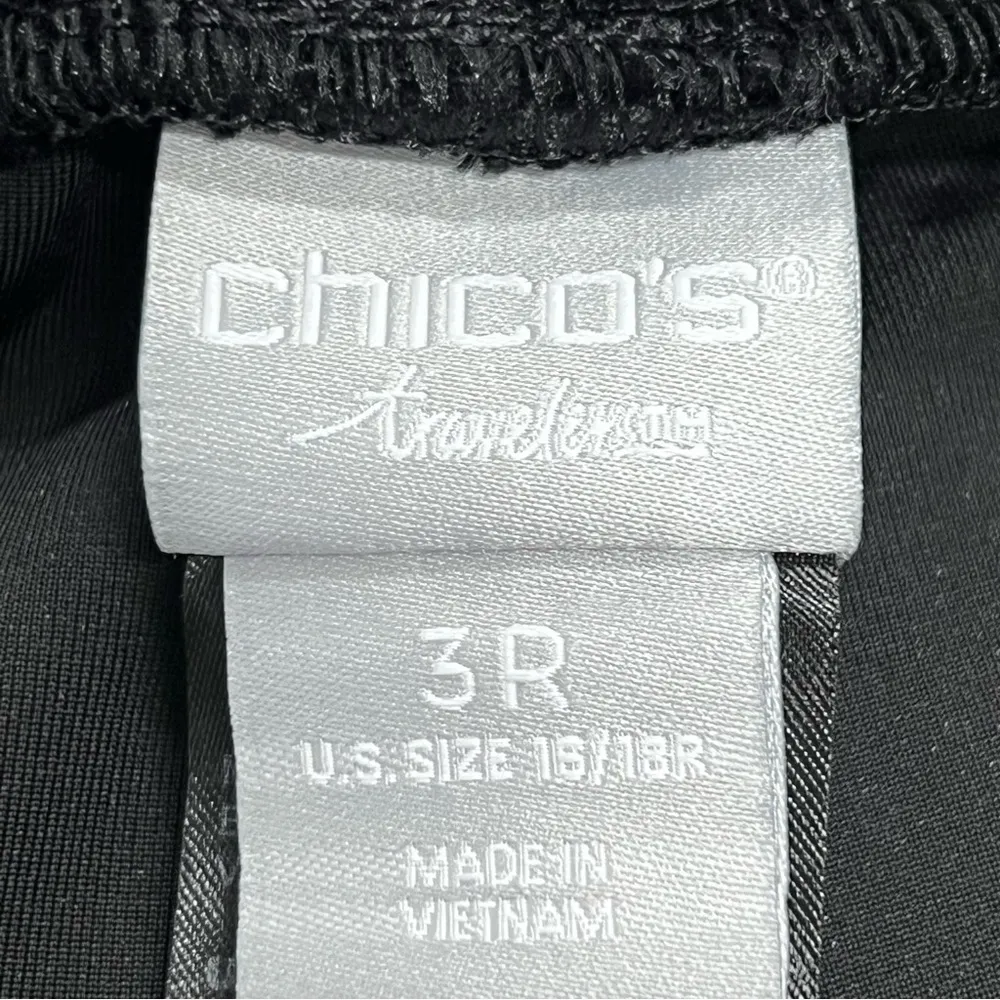 chico's®
travelers™
3R
U.S. SIZE 16/18R
MADE IN
VIETNAM